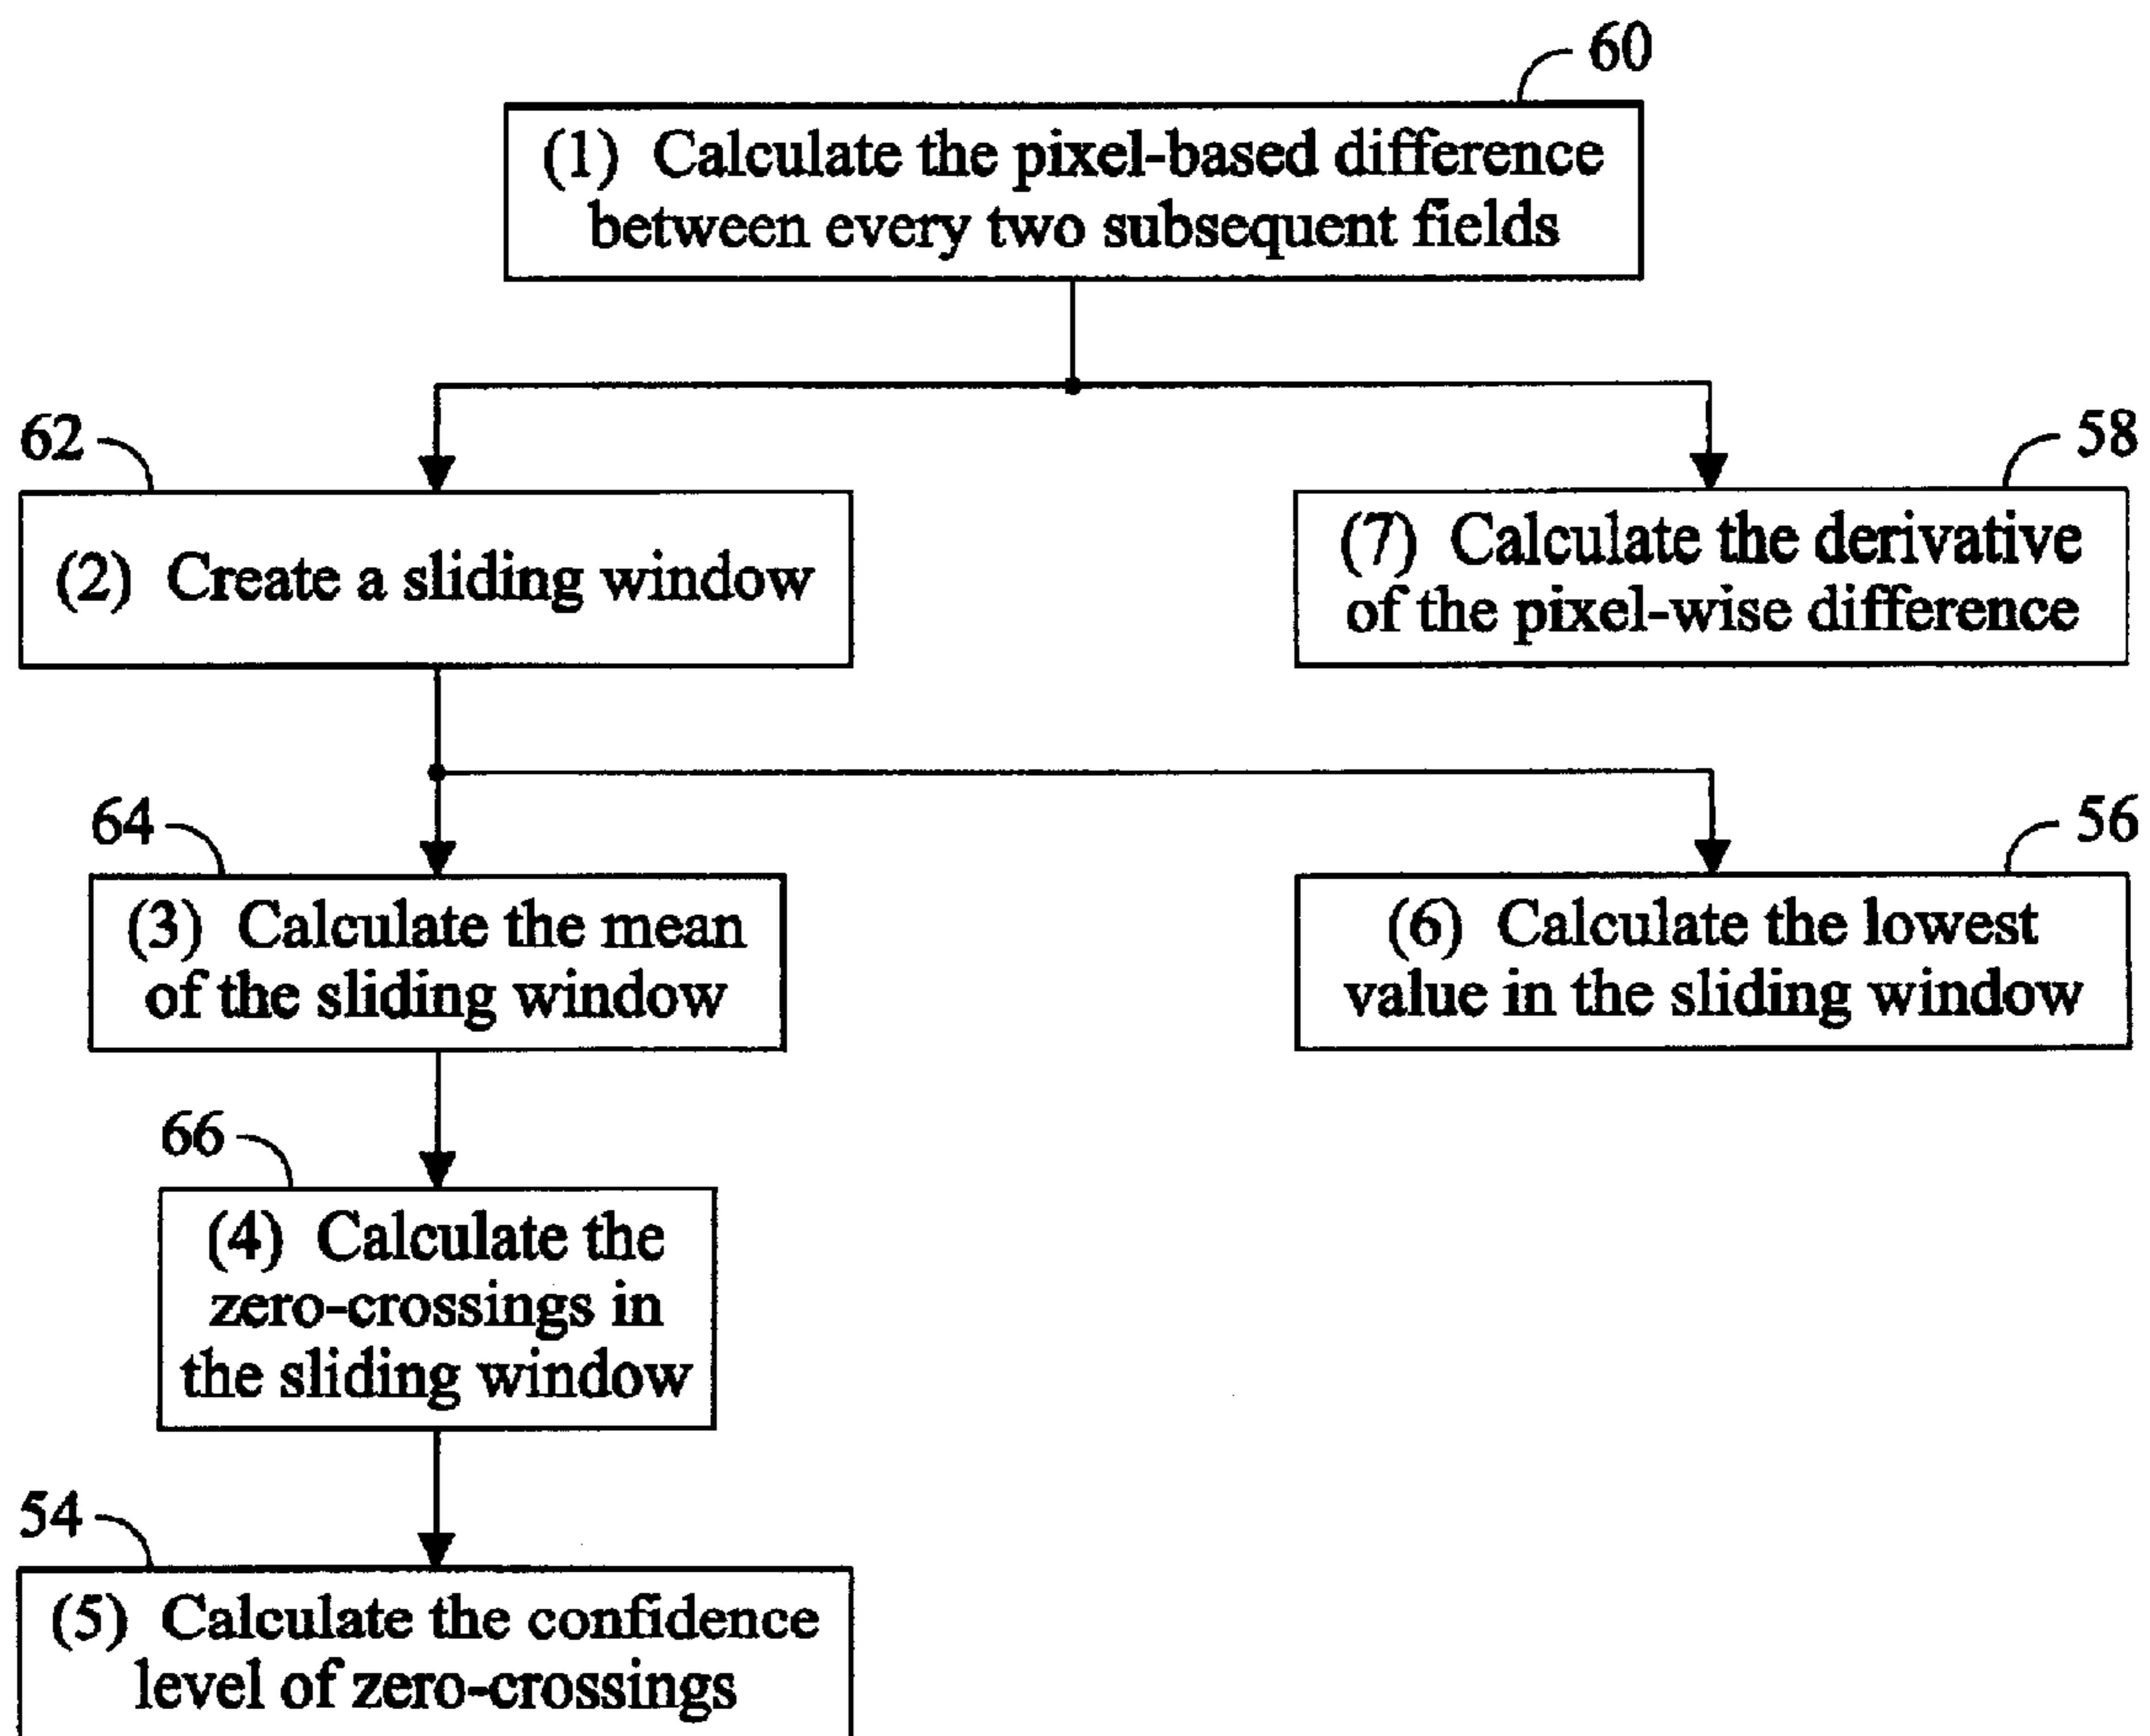 60
(1) Calculate the pixel-based difference
between every two subsequent fields
62
58
(2) Create a sliding window
(7) Calculate the derivative
of the pixel-wise difference
64
56
(3) Calculate the mean
of the sliding window
(6) Calculate the lowest
value in the sliding window
66
(4) Calculate the
zero-crossings in
the sliding window
54
(5) Calculate the confidence
level of zero-crossings